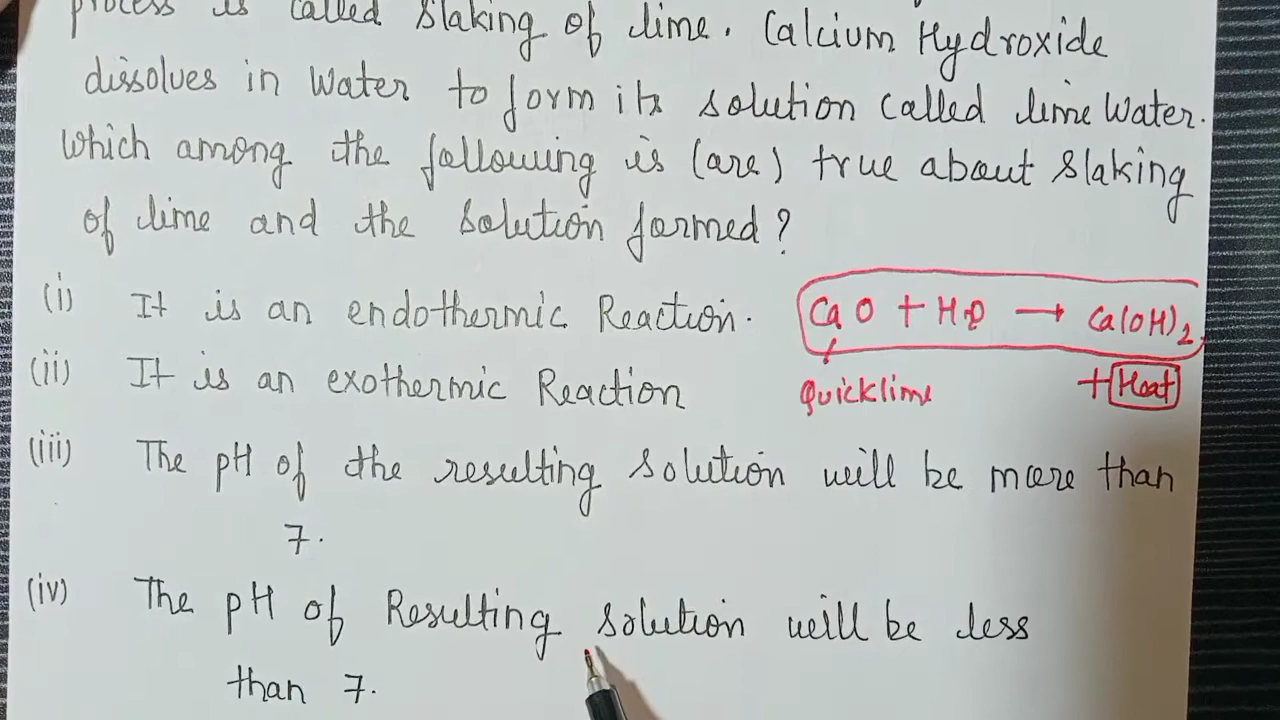 process is called slaking of lime. Calcium Hydroxide
dissolves in Water to form its solution called lime Water.
Which among the following is (are) true about slaking
of lime and the solution formed?
(i) It is an endothermic Reaction.
CaO + H2O → Ca(OH)2
(ii) It is an exothermic Reaction
Quicklime
+ Heat
(iii) The pH of the resulting solution will be more than
7.
(iv) The pH of Resulting solution will be less
than 7.